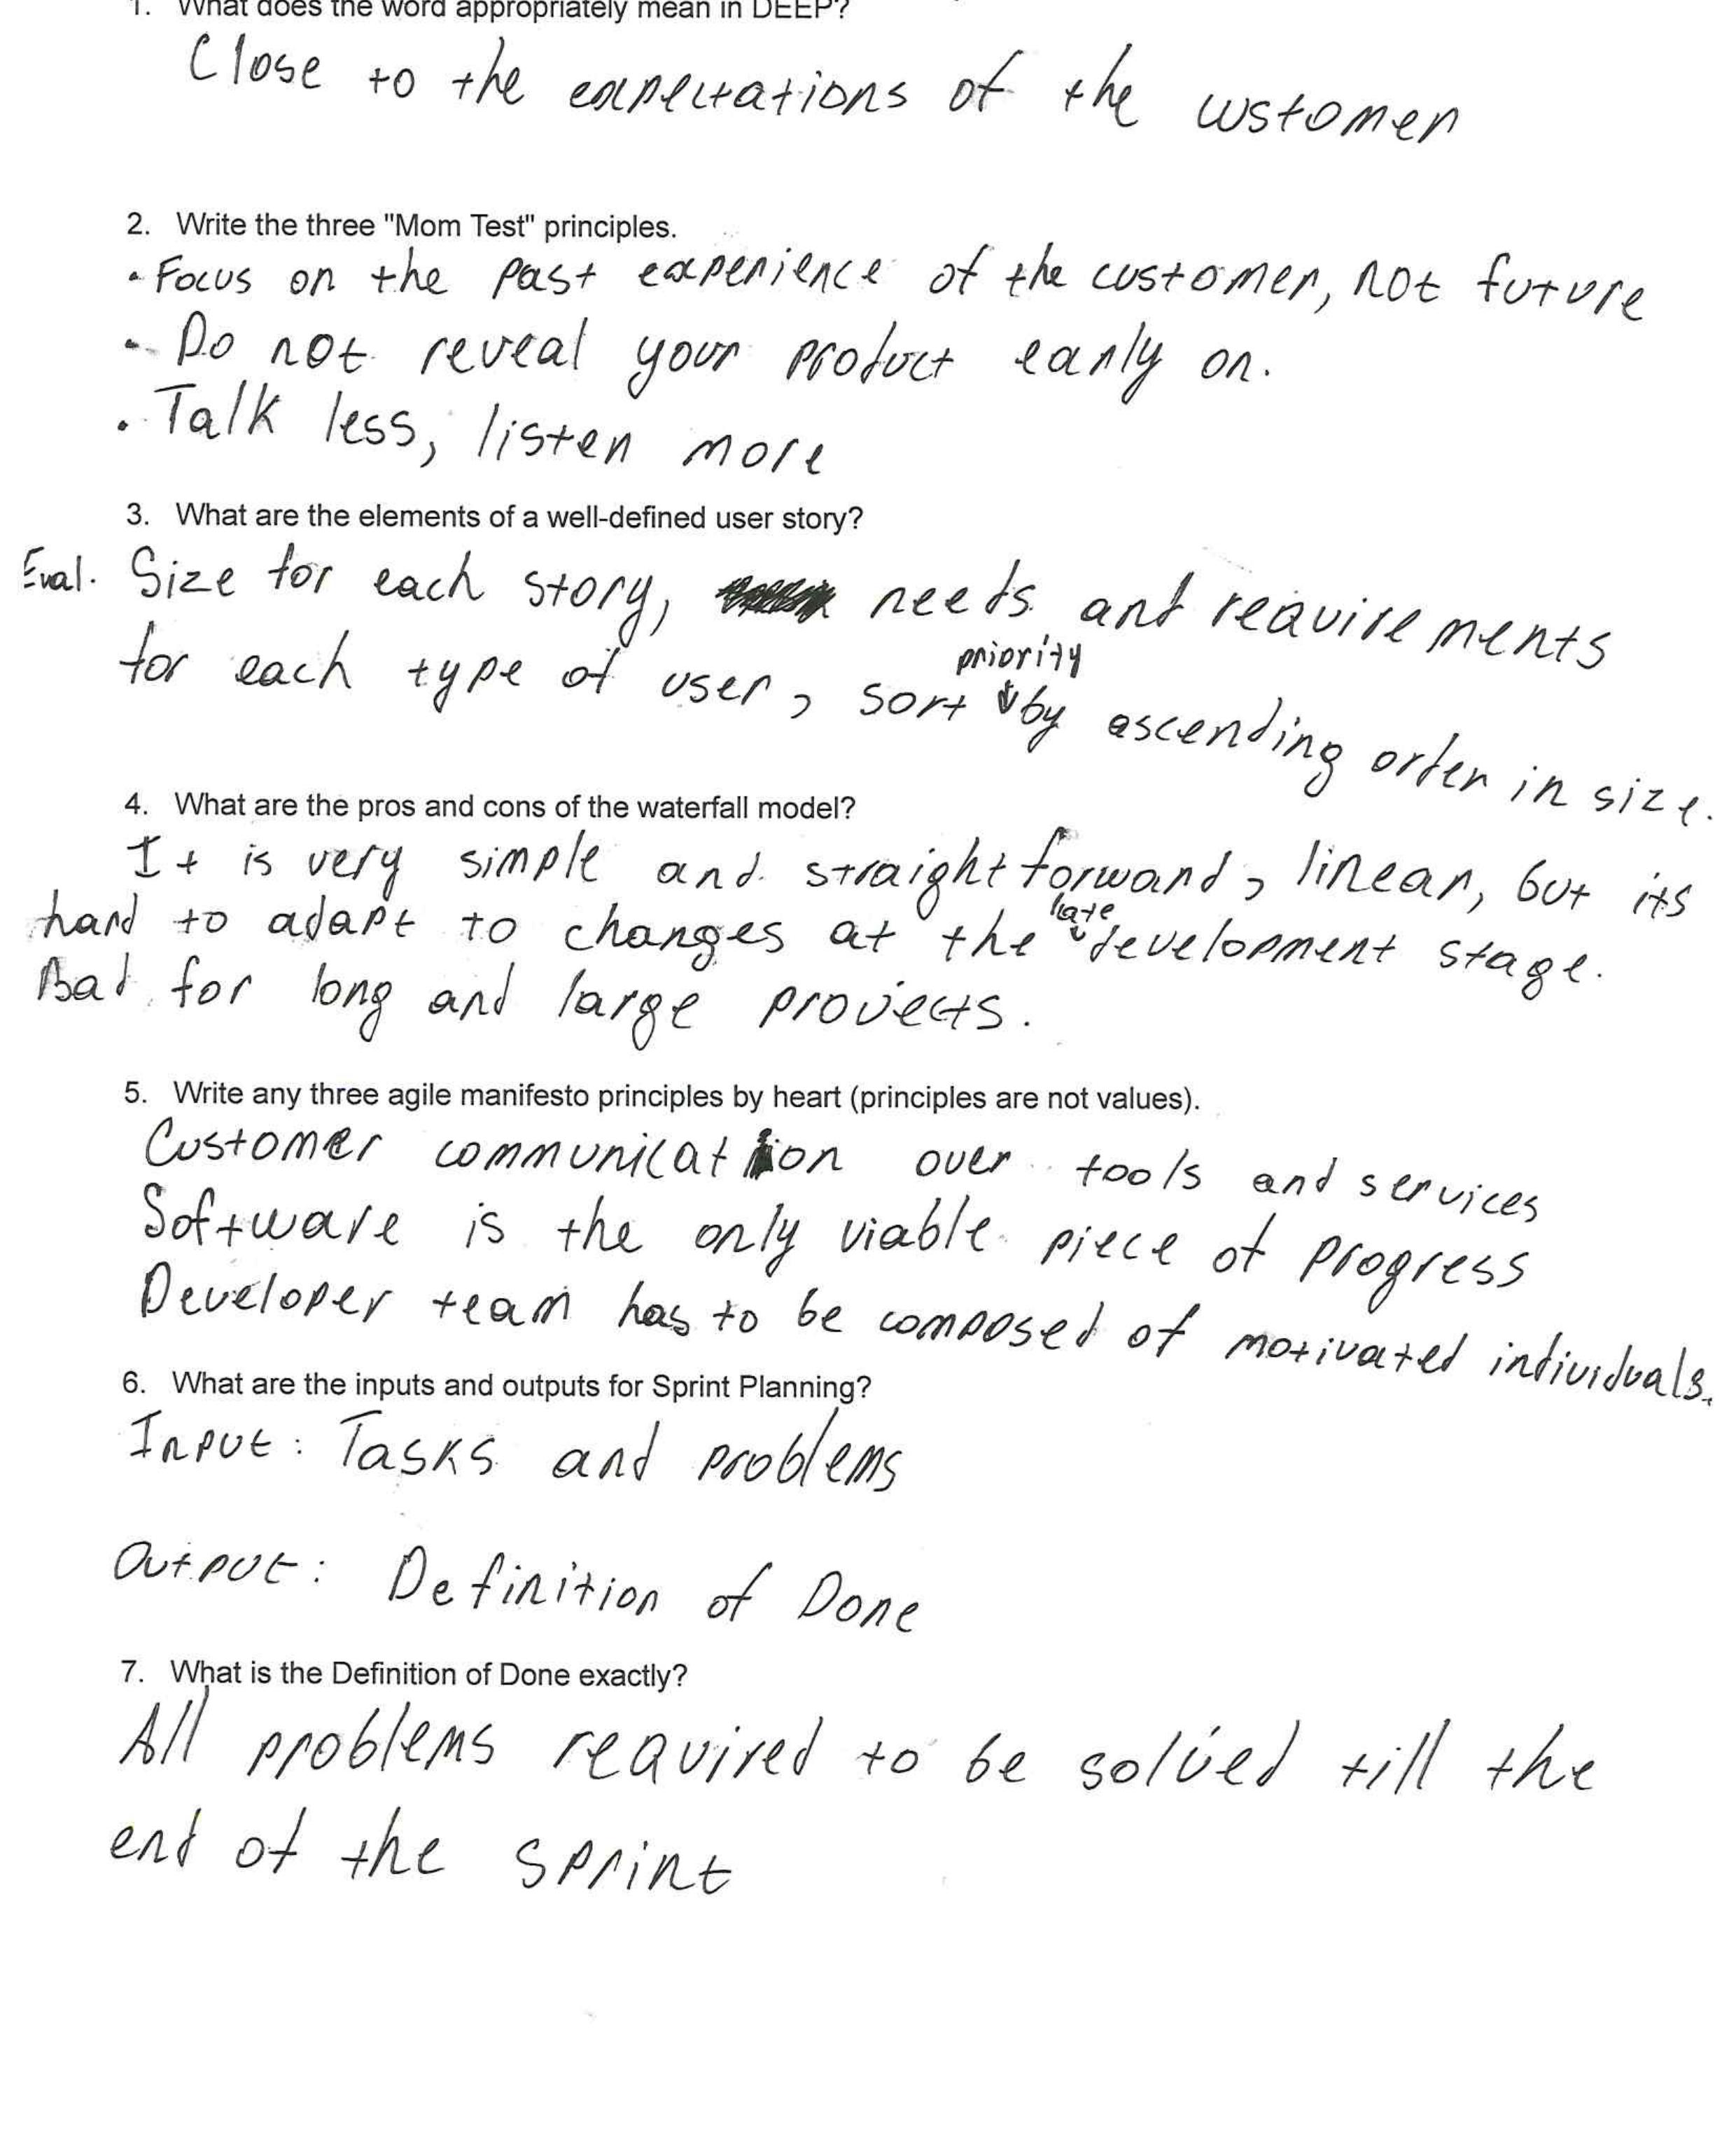 1. What does the word appropriately mean in DEEP?
Close to the expectations of the customer
2. Write the three "Mom Test" principles.
• Focus on the past experience of the customer, not future
• Do not reveal your product early on.
• Talk less, listen more
3. What are the elements of a well-defined user story?
Eval. Size for each story, needs and requirements
for each type of user, sort priority by ascending order in size.
4. What are the pros and cons of the waterfall model?
It is very simple and straightforward, linear, but its
hard to adapt to changes at the late development stage.
Bad for long and large projects.
5. Write any three agile manifesto principles by heart (principles are not values).
Customer communication over tools and services
Software is the only viable piece of progress
Developer team has to be composed of motivated individuals.
6. What are the inputs and outputs for Sprint Planning?
Input: Tasks and problems
Output: Definition of Done
7. What is the Definition of Done exactly?
All problems required to be solved till the
end of the sprint